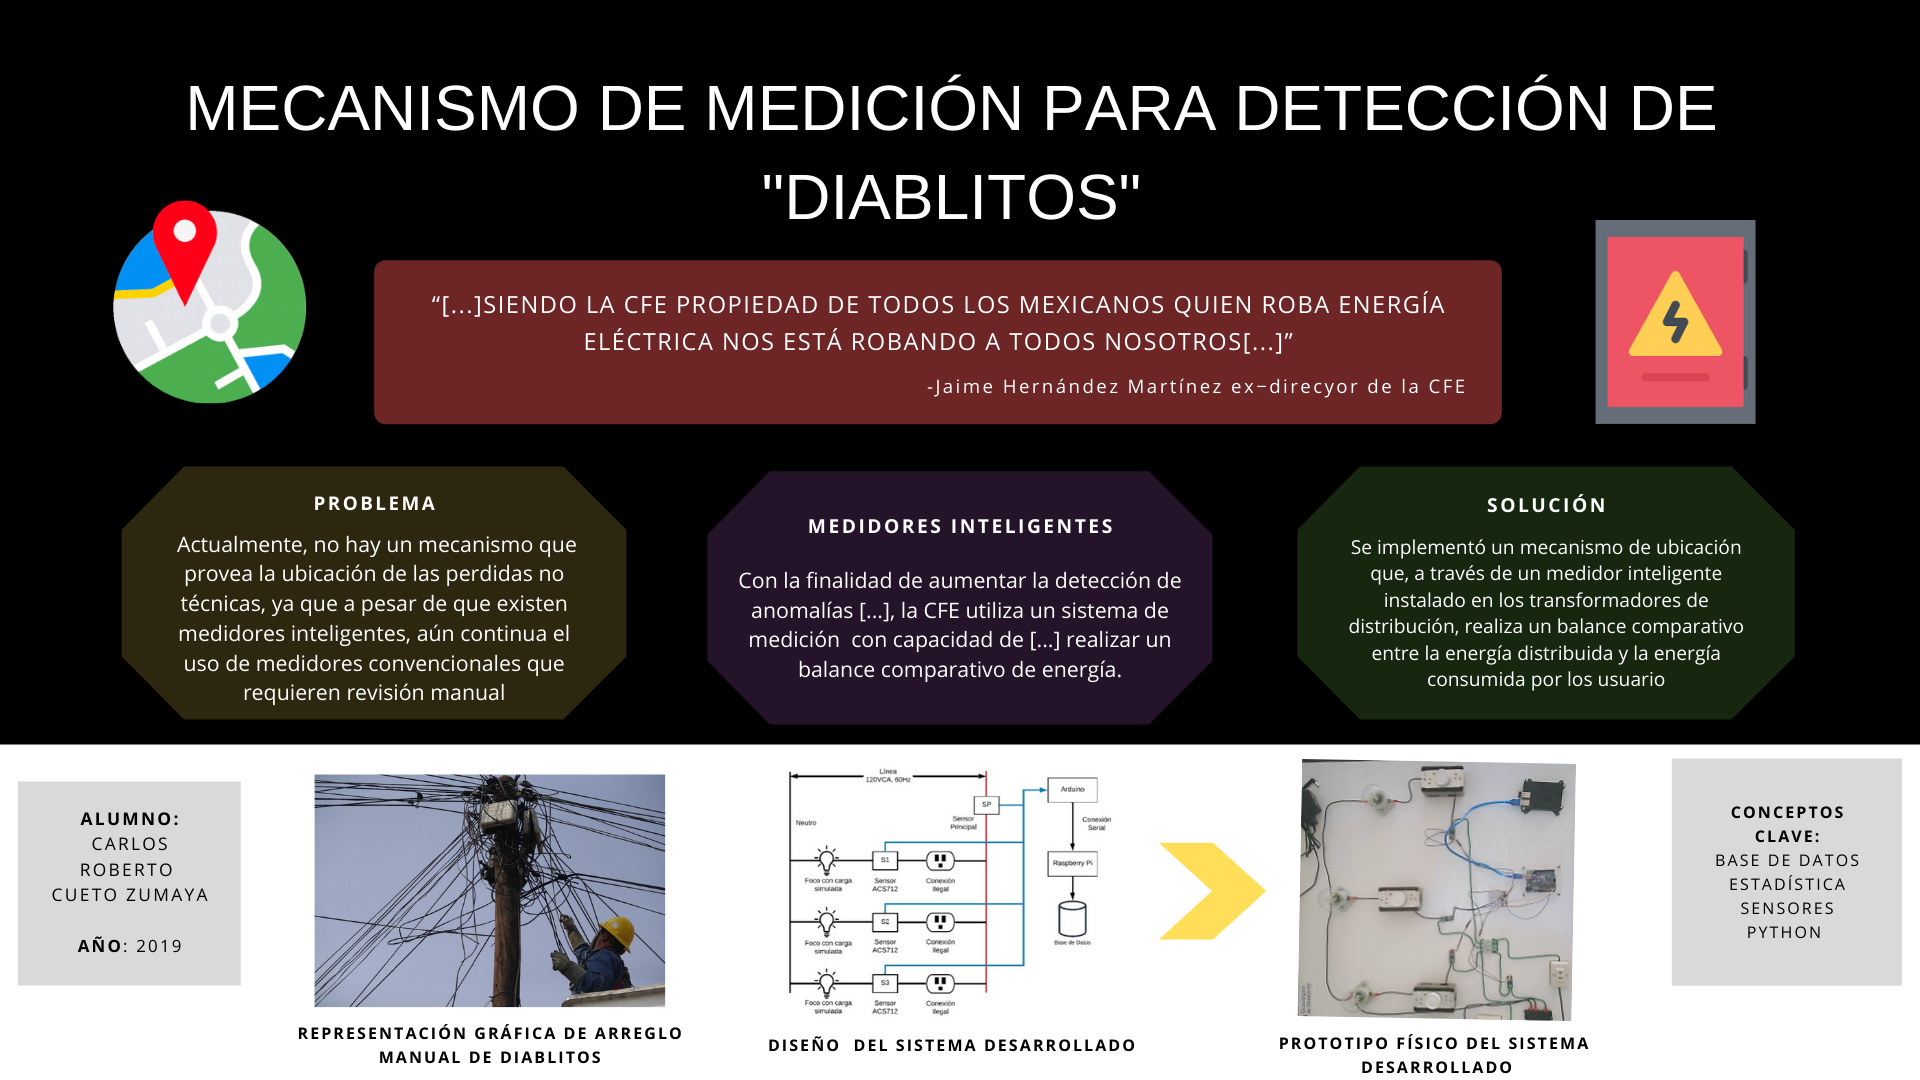 MECANISMO DE MEDICIÓN PARA DETECCIÓN DE
"DIABLITOS"
“[...]SIENDO LA CFE PROPIEDAD DE TODOS LOS MEXICANOS QUIEN ROBA ENERGÍA
ELÉCTRICA NOS ESTÁ ROBANDO A TODOS NOSOTROS[...]”
-Jaime Hernández Martínez ex–direcyor de la CFE
PROBLEMA
Actualmente, no hay un mecanismo que
provea la ubicación de las perdidas no
técnicas, ya que a pesar de que existen
medidores inteligentes, aún continua el
uso de medidores convencionales que
requieren revisión manual
MEDIDORES INTELIGENTES
Con la finalidad de aumentar la detección de
anomalías [...], la CFE utiliza un sistema de
medición  con capacidad de [...] realizar un
balance comparativo de energía.
SOLUCIÓN
Se implementó un mecanismo de ubicación
que, a través de un medidor inteligente
instalado en los transformadores de
distribución, realiza un balance comparativo
entre la energía distribuida y la energía
consumida por los usuario
ALUMNO:
CARLOS
ROBERTO
CUETO ZUMAYA
AÑO: 2019
REPRESENTACIÓN GRÁFICA DE ARREGLO
MANUAL DE DIABLITOS
Línea
120VCA, 60Hz
Neutro
SP
Sensor
Principal
Arduino
Conexión
Serial
Raspberry Pi
Base de Datos
S1
Foco con carga
simulada
Sensor
ACS712
Conexión
Ilegal
S2
Foco con carga
simulada
Sensor
ACS712
Conexión
Ilegal
S3
Foco con carga
simulada
Sensor
ACS712
Conexión
Ilegal
DISEÑO  DEL SISTEMA DESARROLLADO
PROTOTIPO FÍSICO DEL SISTEMA
DESARROLLADO
CONCEPTOS
CLAVE:
BASE DE DATOS
ESTADÍSTICA
SENSORES
PYTHON